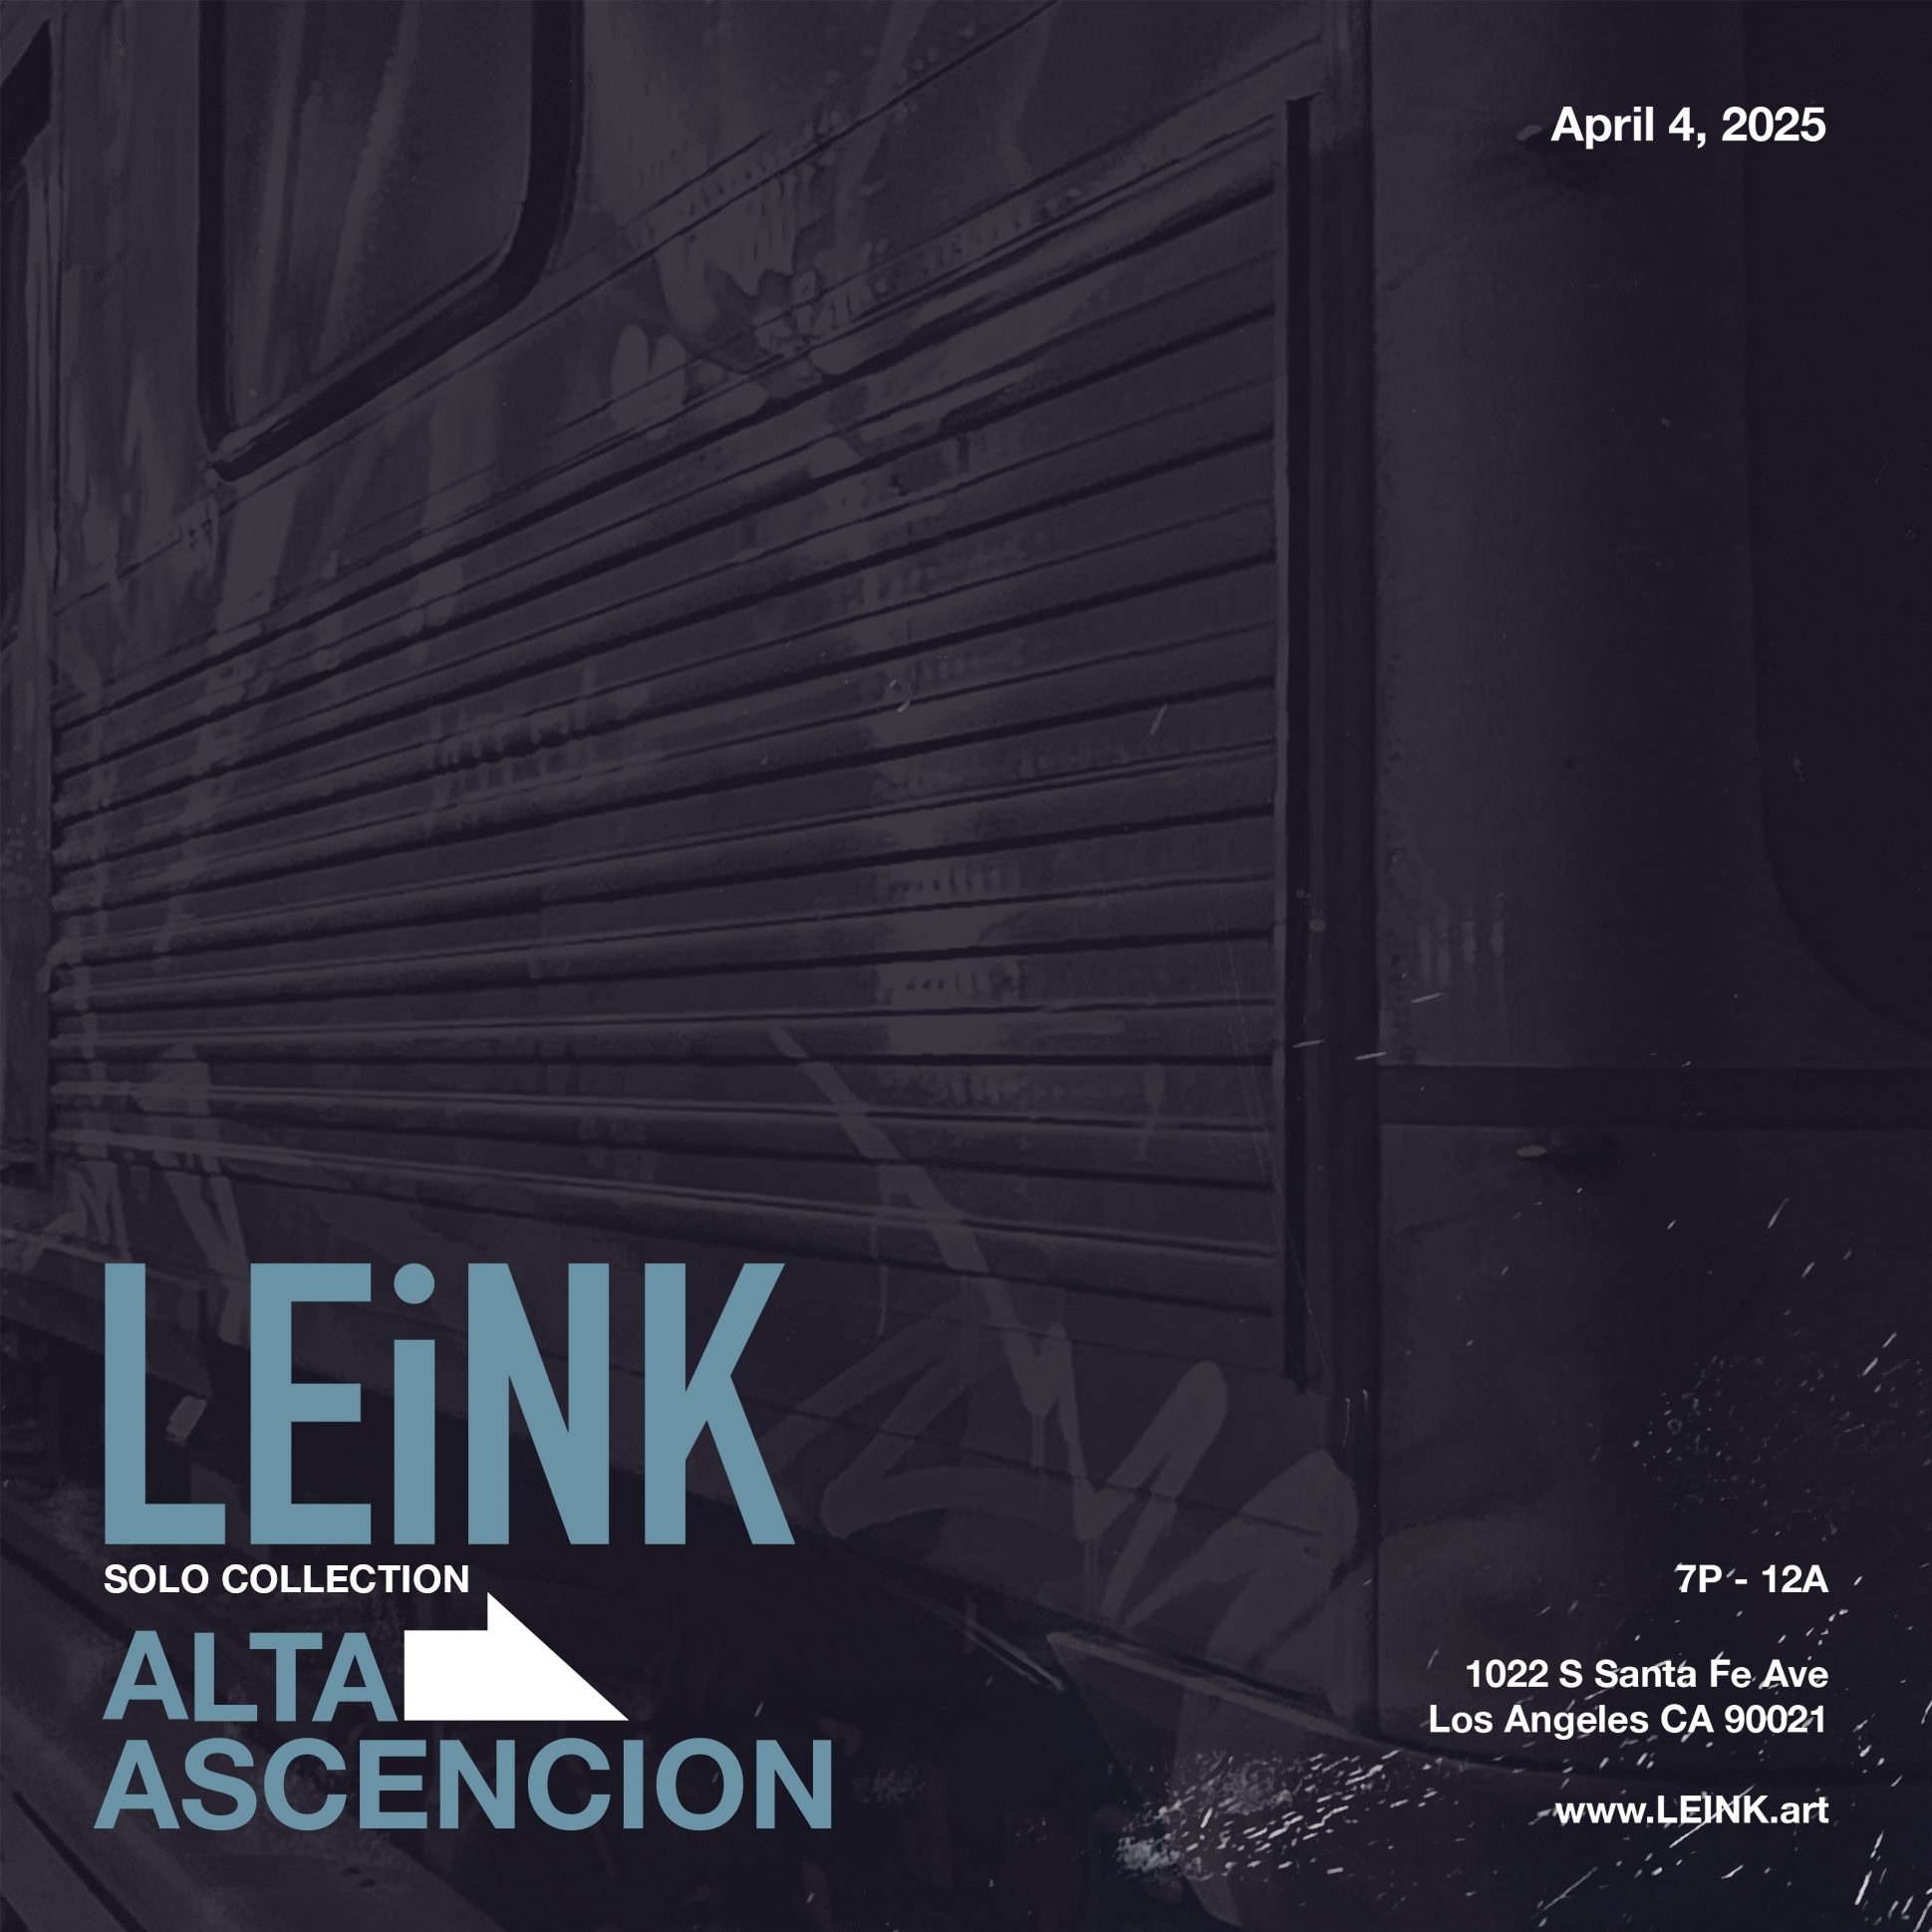 April 4, 2025
LEiNK
SOLO COLLECTION
ALTA
ASCENCION
7P - 12A
1022 S Santa Fe Ave
Los Angeles CA 90021
www.LEINK.art